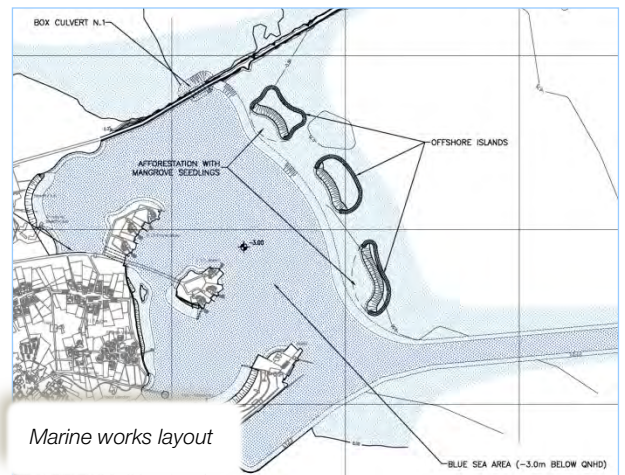 BOX CULVERT N.1
OFFSHORE ISLANDS
AFFORESTATION WITH
MANGROVE SEEDLINGS
-3.00
BLUE SEA AREA (-3.0m BELOW QNHD)
Marine works layout